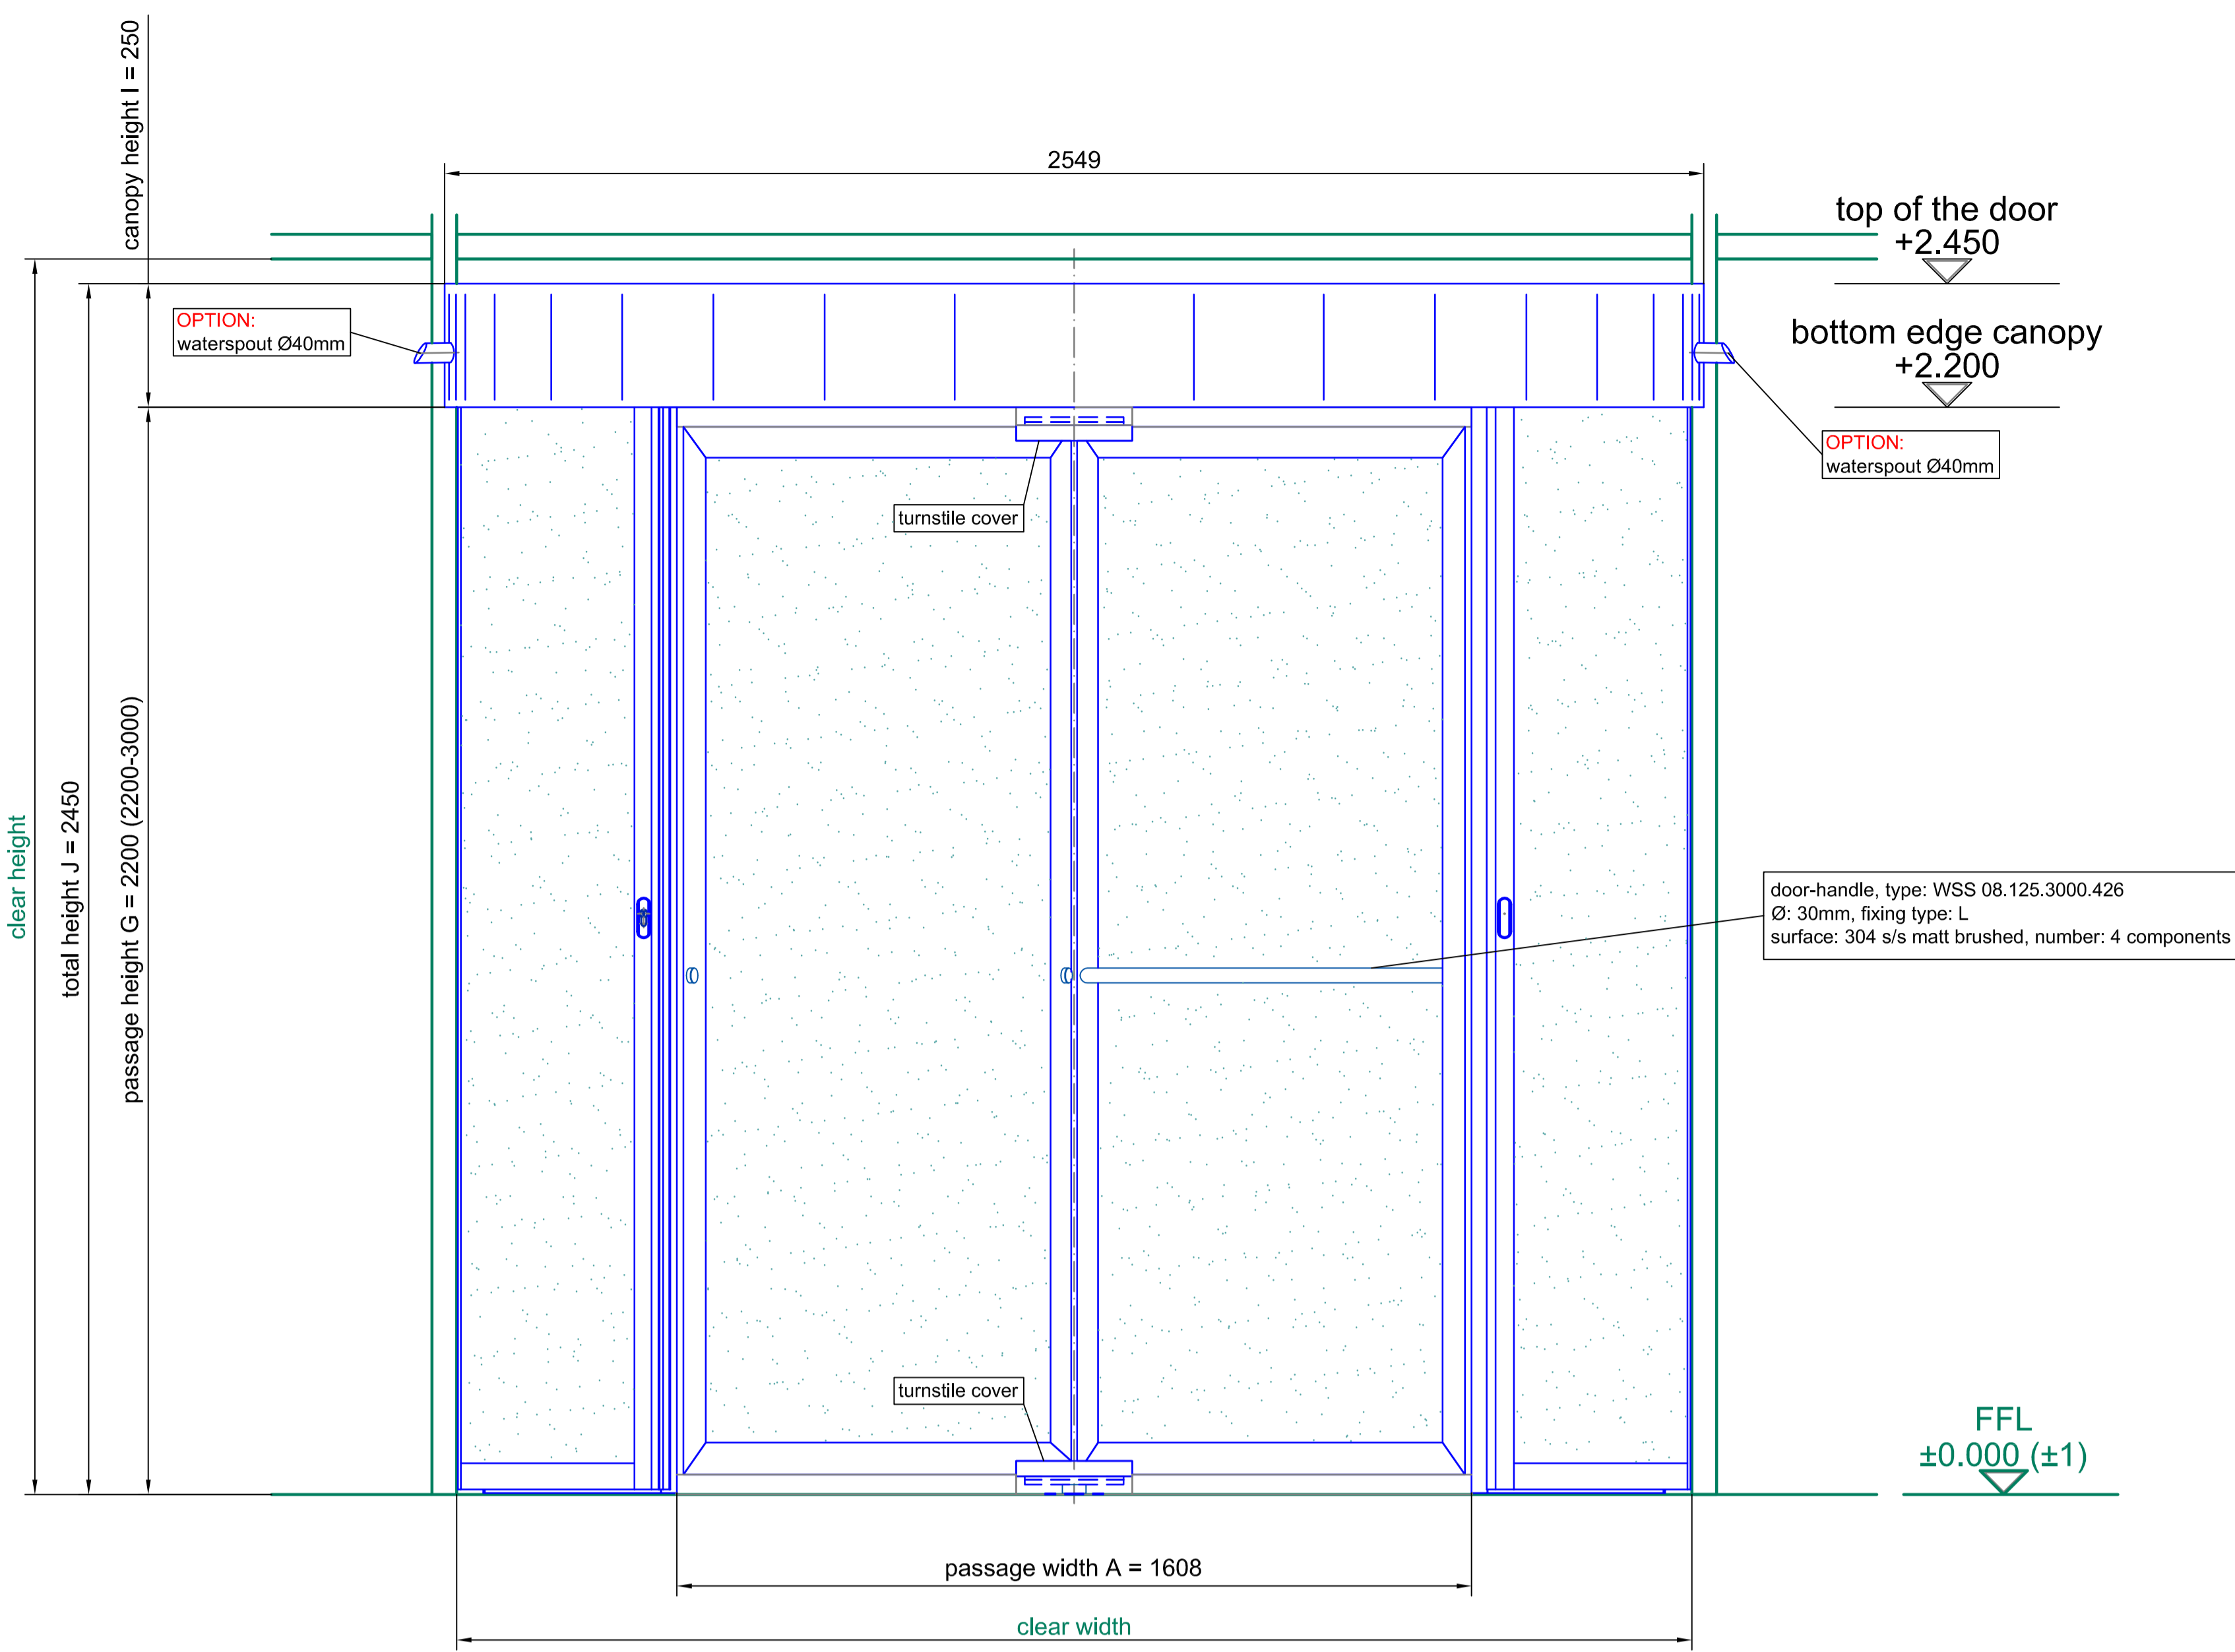 canopy height I = 250
2549
top of the door
+2.450
OPTION:
waterspout Ø40mm
bottom edge canopy
+2.200
OPTION:
waterspout Ø40mm
turnstile cover
clear height
total height J = 2450
passage height G = 2200 (2200-3000)
door-handle, type: WSS 08.125.3000.426
Ø: 30mm, fixing type: L
surface: 304 s/s matt brushed, number: 4 components
turnstile cover
FFL
±0.000 (±1)
passage width A = 1608
clear width